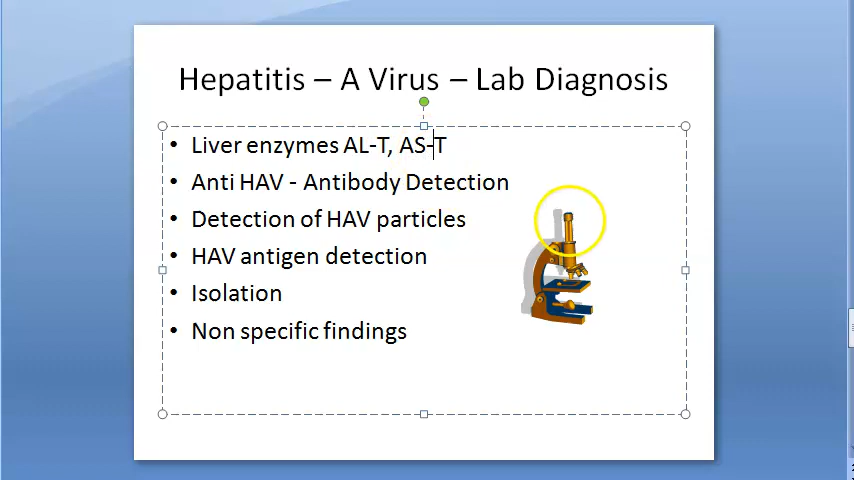 Hepatitis – A Virus – Lab Diagnosis
• Liver enzymes AL-T, AS-T
• Anti HAV - Antibody Detection
• Detection of HAV particles
• HAV antigen detection
• Isolation
• Non specific findings